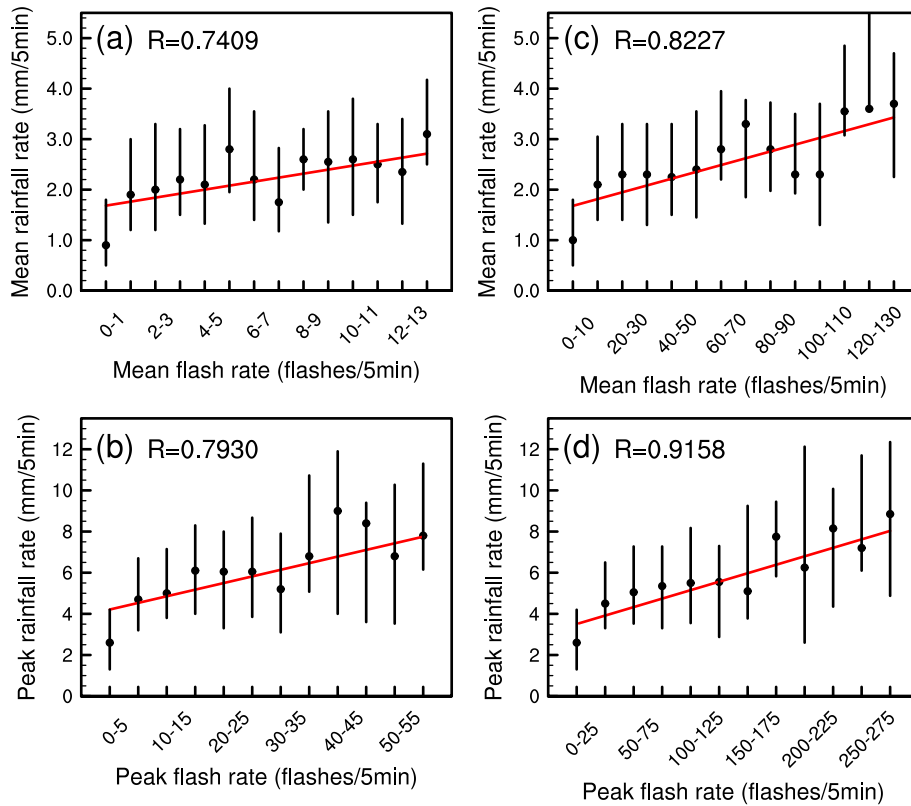 (a) R=0.7409
5.0
4.0
3.0
2.0
1.0
0.0
Mean rainfall rate (mm/5min)
0-1 2-3 4-5 6-7 8-9 10-11 12-13
Mean flash rate (flashes/5min)
(c) R=0.8227
5.0
4.0
3.0
2.0
1.0
0.0
Mean rainfall rate (mm/5min)
0-10 20-30 40-50 60-70 80-90 100-110 120-130
Mean flash rate (flashes/5min)
(b) R=0.7930
12
10
8
6
4
2
0
Peak rainfall rate (mm/5min)
0-5 10-15 20-25 30-35 40-45 50-55
Peak flash rate (flashes/5min)
(d) R=0.9158
12
10
8
6
4
2
0
Peak rainfall rate (mm/5min)
0-25 50-75 100-125 150-175 200-225 250-275
Peak flash rate (flashes/5min)